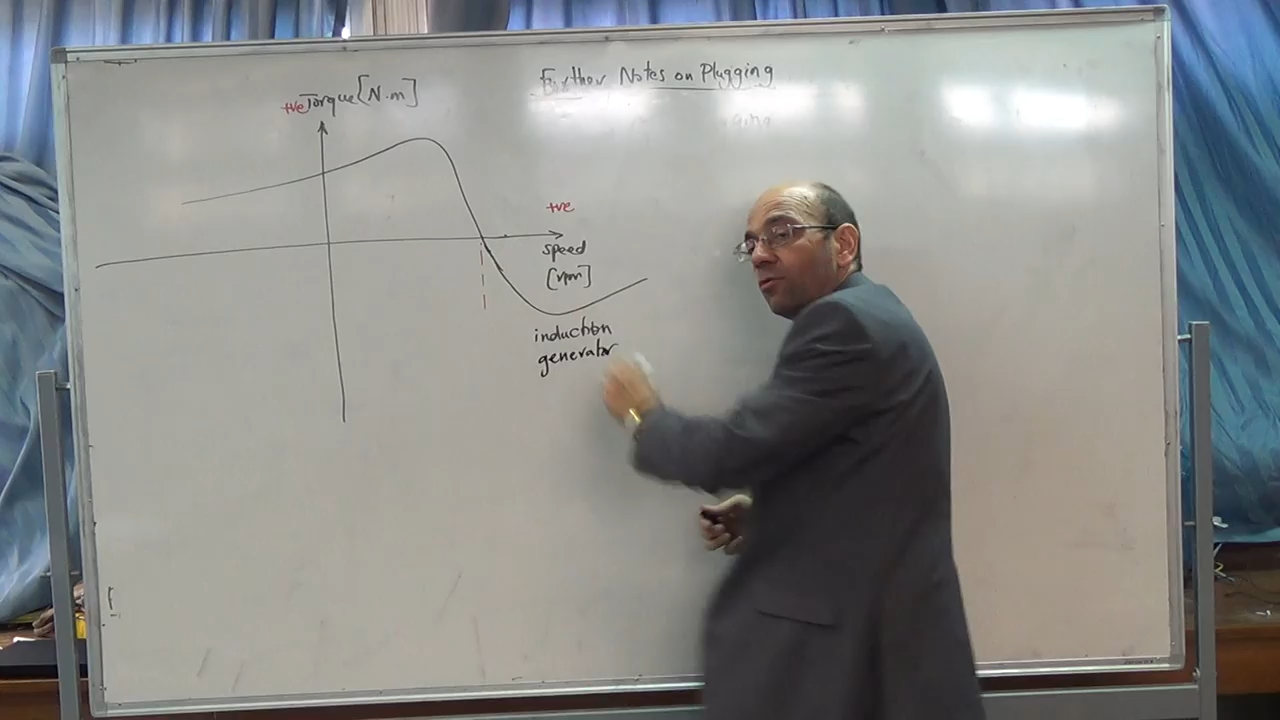 Further Notes on Plugging
+ve Torque [N.m]
+ve
speed
[rpm]
induction
generator